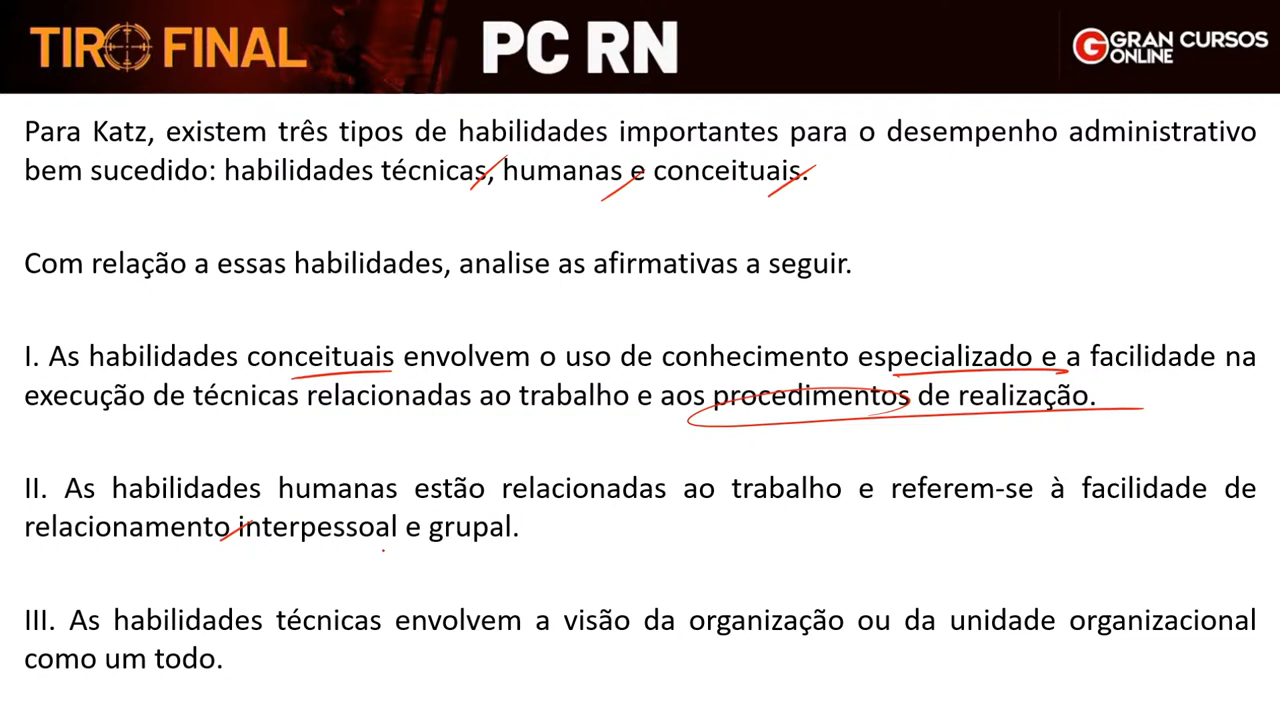 TIRO FINAL
PC RN
GRAN CURSOS
ONLINE
Para Katz, existem três tipos de habilidades importantes para o desempenho administrativo
bem sucedido: habilidades técnicas, humanas e conceituais.
Com relação a essas habilidades, analise as afirmativas a seguir.
I. As habilidades conceituais envolvem o uso de conhecimento especializado e a facilidade na
execução de técnicas relacionadas ao trabalho e aos procedimentos de realização.
II. As habilidades humanas estão relacionadas ao trabalho e referem-se à facilidade de
relacionamento interpessoal e grupal.
III. As habilidades técnicas envolvem a visão da organização ou da unidade organizacional
como um todo.